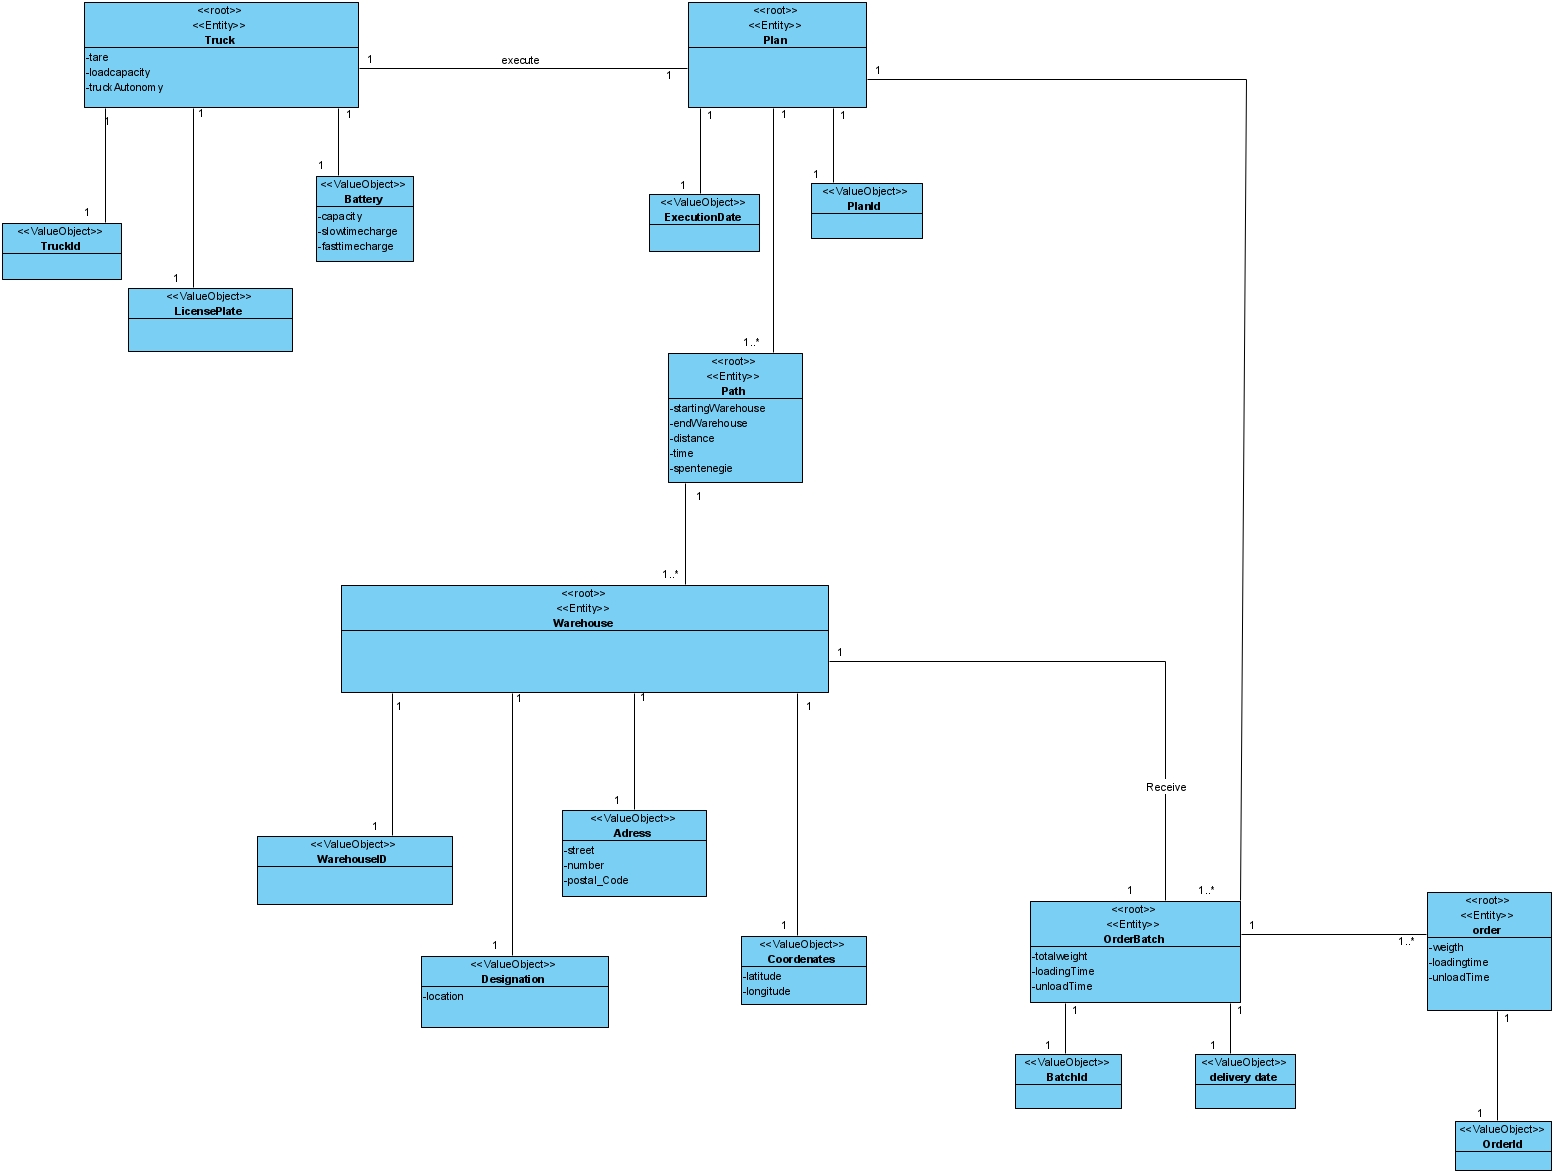 <<root>>
<<Entity>>
Truck
-tare
-loadcapacity
-truckAutonomy
1
execute
1
<<root>>
<<Entity>>
Plan
1
1
1
1
1
1
1
1
<<ValueObject>>
TruckId
1
<<ValueObject>>
LicensePlate
1
<<ValueObject>>
Battery
-capacity
-slowtimecharge
-fasttimecharge
1
<<ValueObject>>
ExecutionDate
1
<<ValueObject>>
PlanId
1..*
<<root>>
<<Entity>>
Path
-startingWarehouse
-endWarehouse
-distance
-time
-spentenegie
1
1..*
<<root>>
<<Entity>>
Warehouse
1
1
1
1
1
Receive
1
<<ValueObject>>
WarehouseID
1
<<ValueObject>>
Designation
-location
1
<<ValueObject>>
Adress
-street
-number
-postal_Code
1
<<ValueObject>>
Coordenates
-latitude
-longitude
1
1..*
<<root>>
<<Entity>>
OrderBatch
-totalweight
-loadingTime
-unloadTime
1
1..*
<<root>>
<<Entity>>
order
-weigth
-loadingtime
-unloadTime
1
1
1
1
<<ValueObject>>
BatchId
1
<<ValueObject>>
delivery date
1
<<ValueObject>>
OrderId